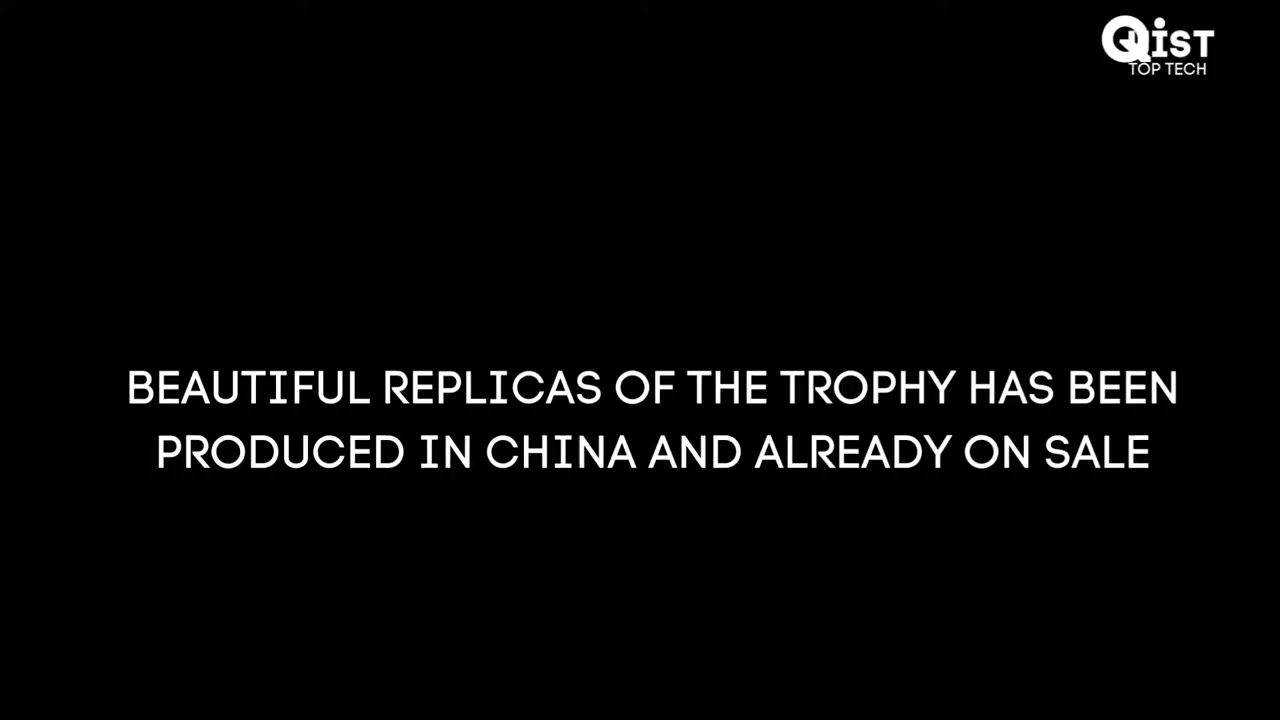 QiST
TOP TECH
BEAUTIFUL REPLICAS OF THE TROPHY HAS BEEN
PRODUCED IN CHINA AND ALREADY ON SALE